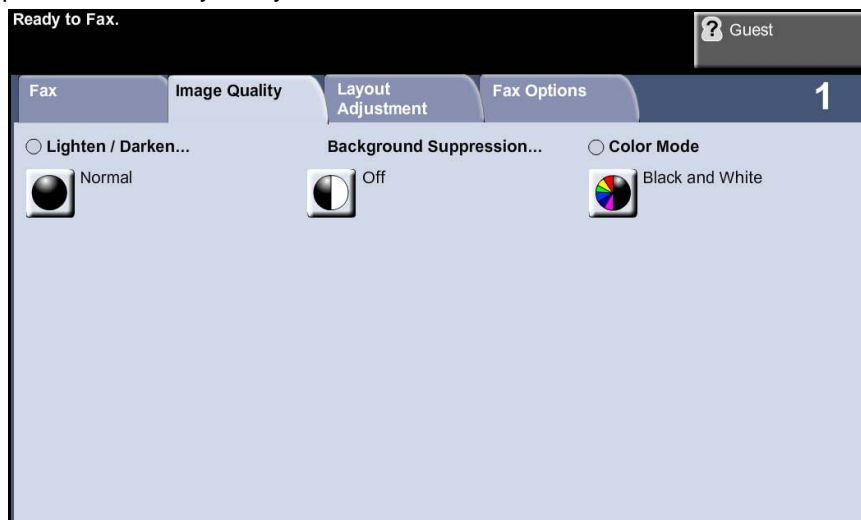 Ready to Fax.
? Guest
Fax
Image Quality
Layout
Adjustment
Fax Options
1
Lighten / Darken...
Background Suppression...
Color Mode
Normal
Off
Black and White